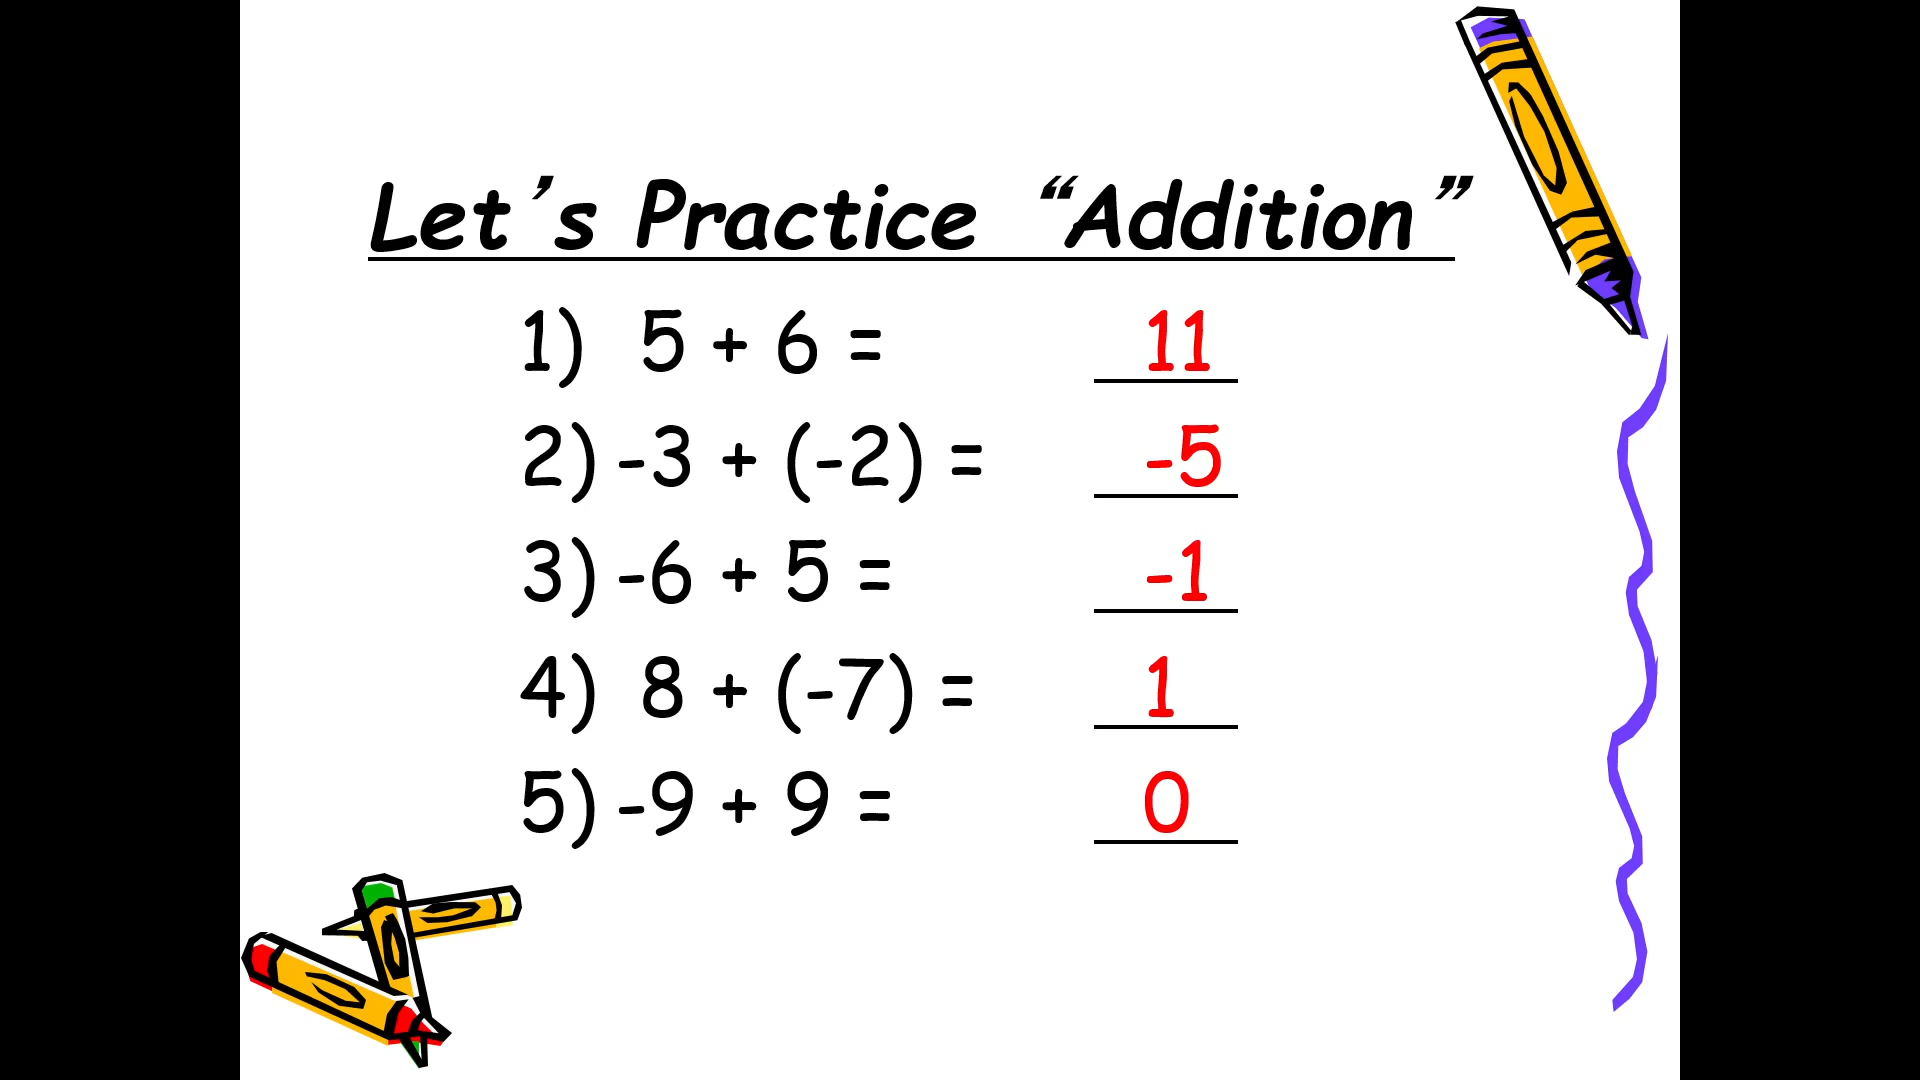 Let’s Practice “Addition”
1) 5 + 6 = 11
2) -3 + (-2) = -5
3) -6 + 5 = -1
4) 8 + (-7) = 1
5) -9 + 9 = 0